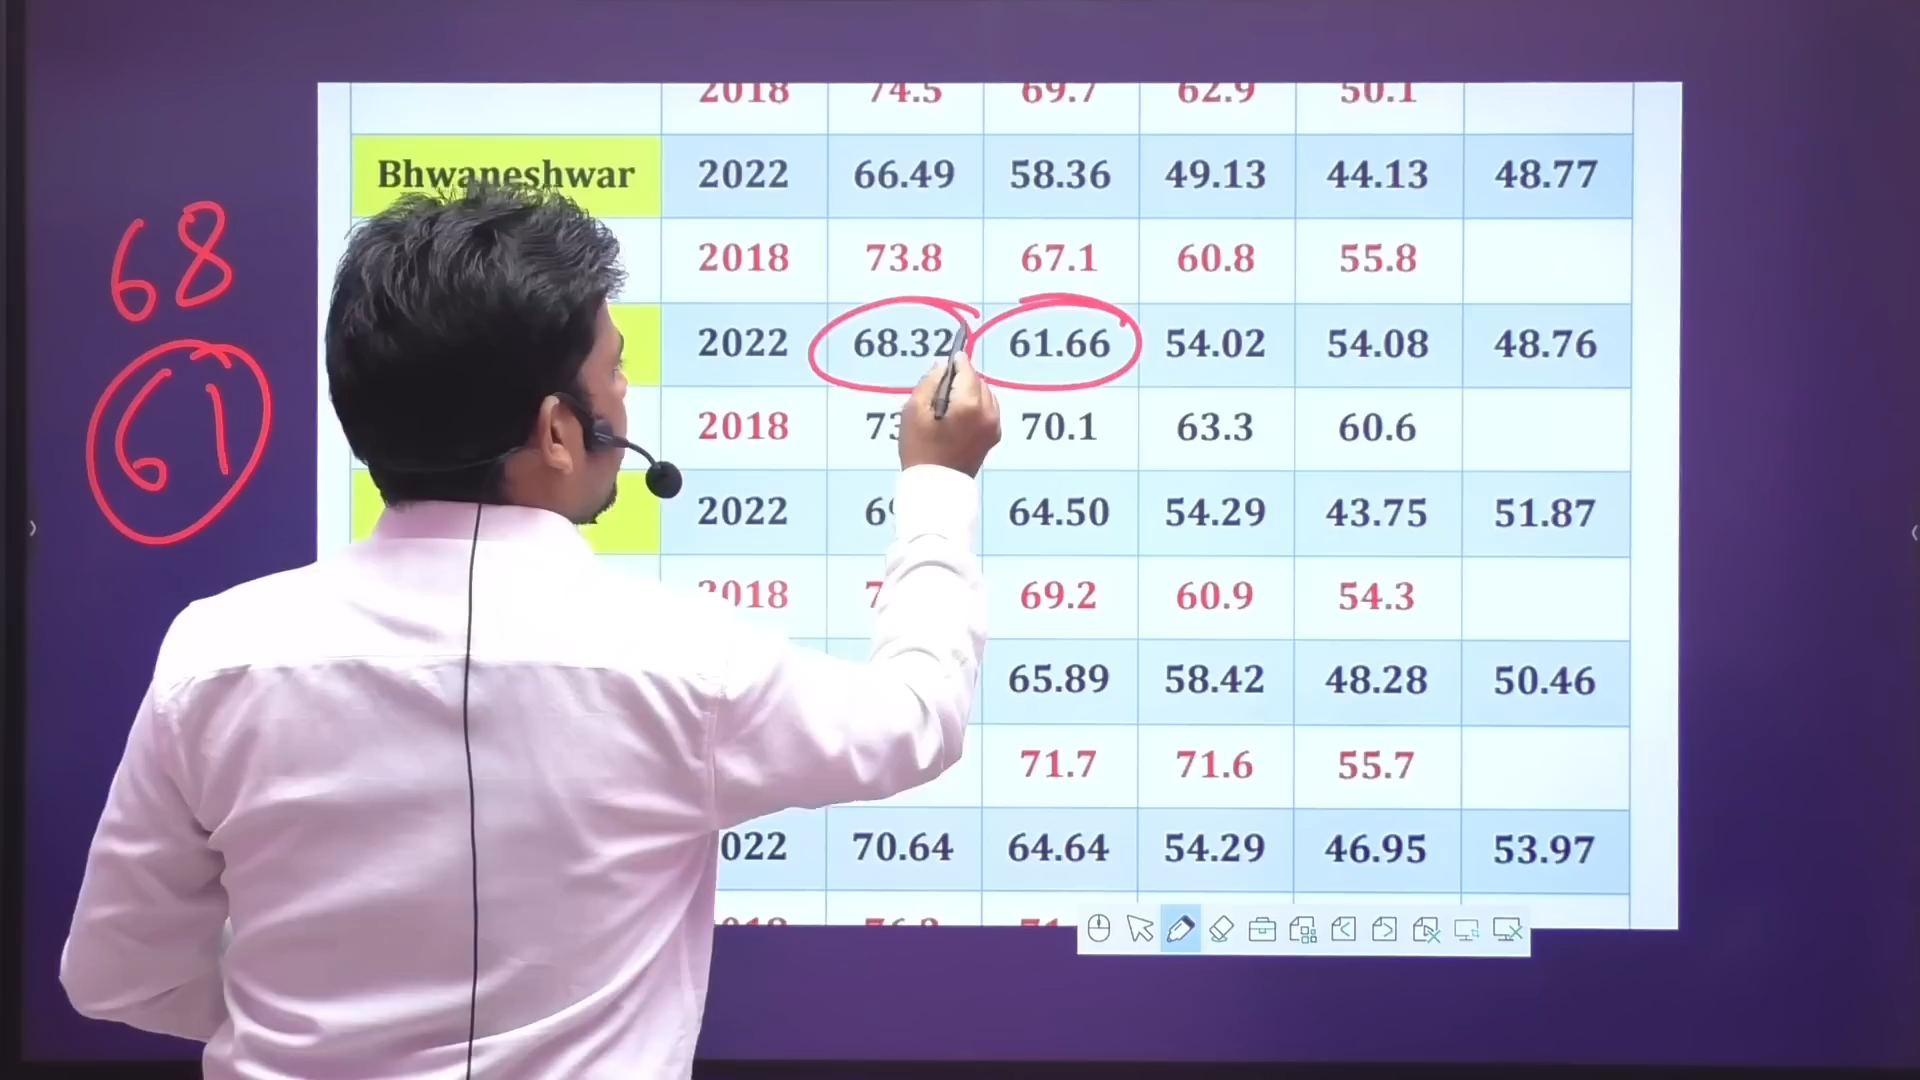 2018 74.5 69.7 62.9 50.1
Bhwaneshwar 2022 66.49 58.36 49.13 44.13 48.77
2018 73.8 67.1 60.8 55.8
2022 68.32 61.66 54.02 54.08 48.76
2018 70.1 63.3 60.6
2022 64.50 54.29 43.75 51.87
2018 69.2 60.9 54.3
65.89 58.42 48.28 50.46
71.7 71.6 55.7
2022 70.64 64.64 54.29 46.95 53.97
68
61